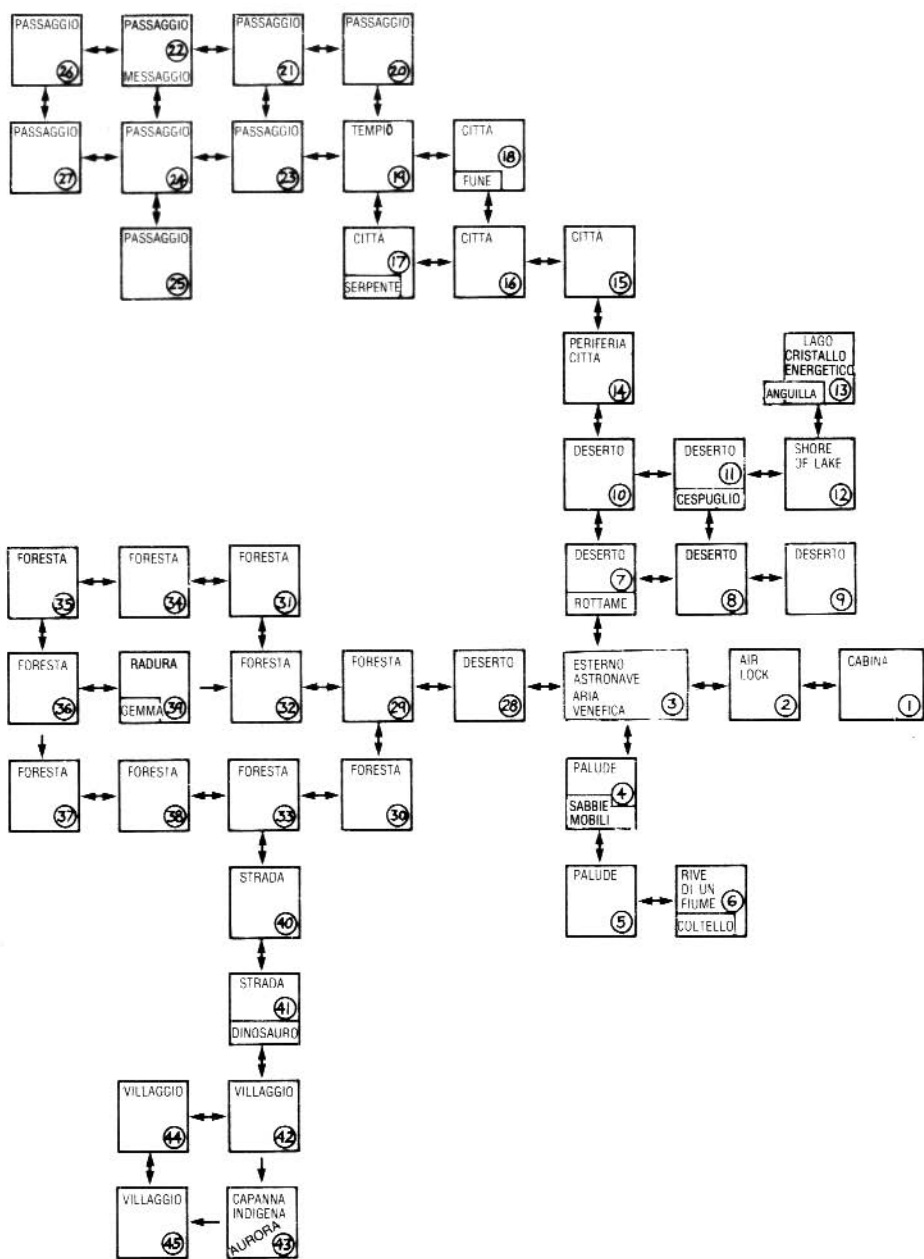 PASSAGGIO
26
PASSAGGIO
22
MESSAGGIO
PASSAGGIO
21
PASSAGGIO
20
PASSAGGIO
27
PASSAGGIO
24
PASSAGGIO
23
TEMPIO
19
CITTA
18
FUNE
PASSAGGIO
25
CITTA
17
SERPENTE
CITTA
16
CITTA
15
PERIFERIA
CITTA
14
LAGO
CRISTALLO
ENERGETICO
ANGUILLA
13
DESERTO
10
DESERTO
11
CESPUGLIO
SHORE
OF LAKE
12
FORESTA
35
FORESTA
34
FORESTA
31
DESERTO
7
ROTTAME
DESERTO
8
DESERTO
9
FORESTA
36
RADURA
GEMMA
39
FORESTA
32
FORESTA
29
DESERTO
28
ESTERNO
ASTRONAVE
ARIA
VENEFICA
3
AIR
LOCK
2
CABINA
1
FORESTA
37
FORESTA
38
FORESTA
33
FORESTA
30
PALUDE
4
SABBIE
MOBILI
STRADA
40
PALUDE
5
RIVE
DI UN
FIUME
6
COLTELLO
STRADA
41
DINOSAURO
VILLAGGIO
44
VILLAGGIO
42
VILLAGGIO
45
CAPANNA
INDIGENA
AURORA
43